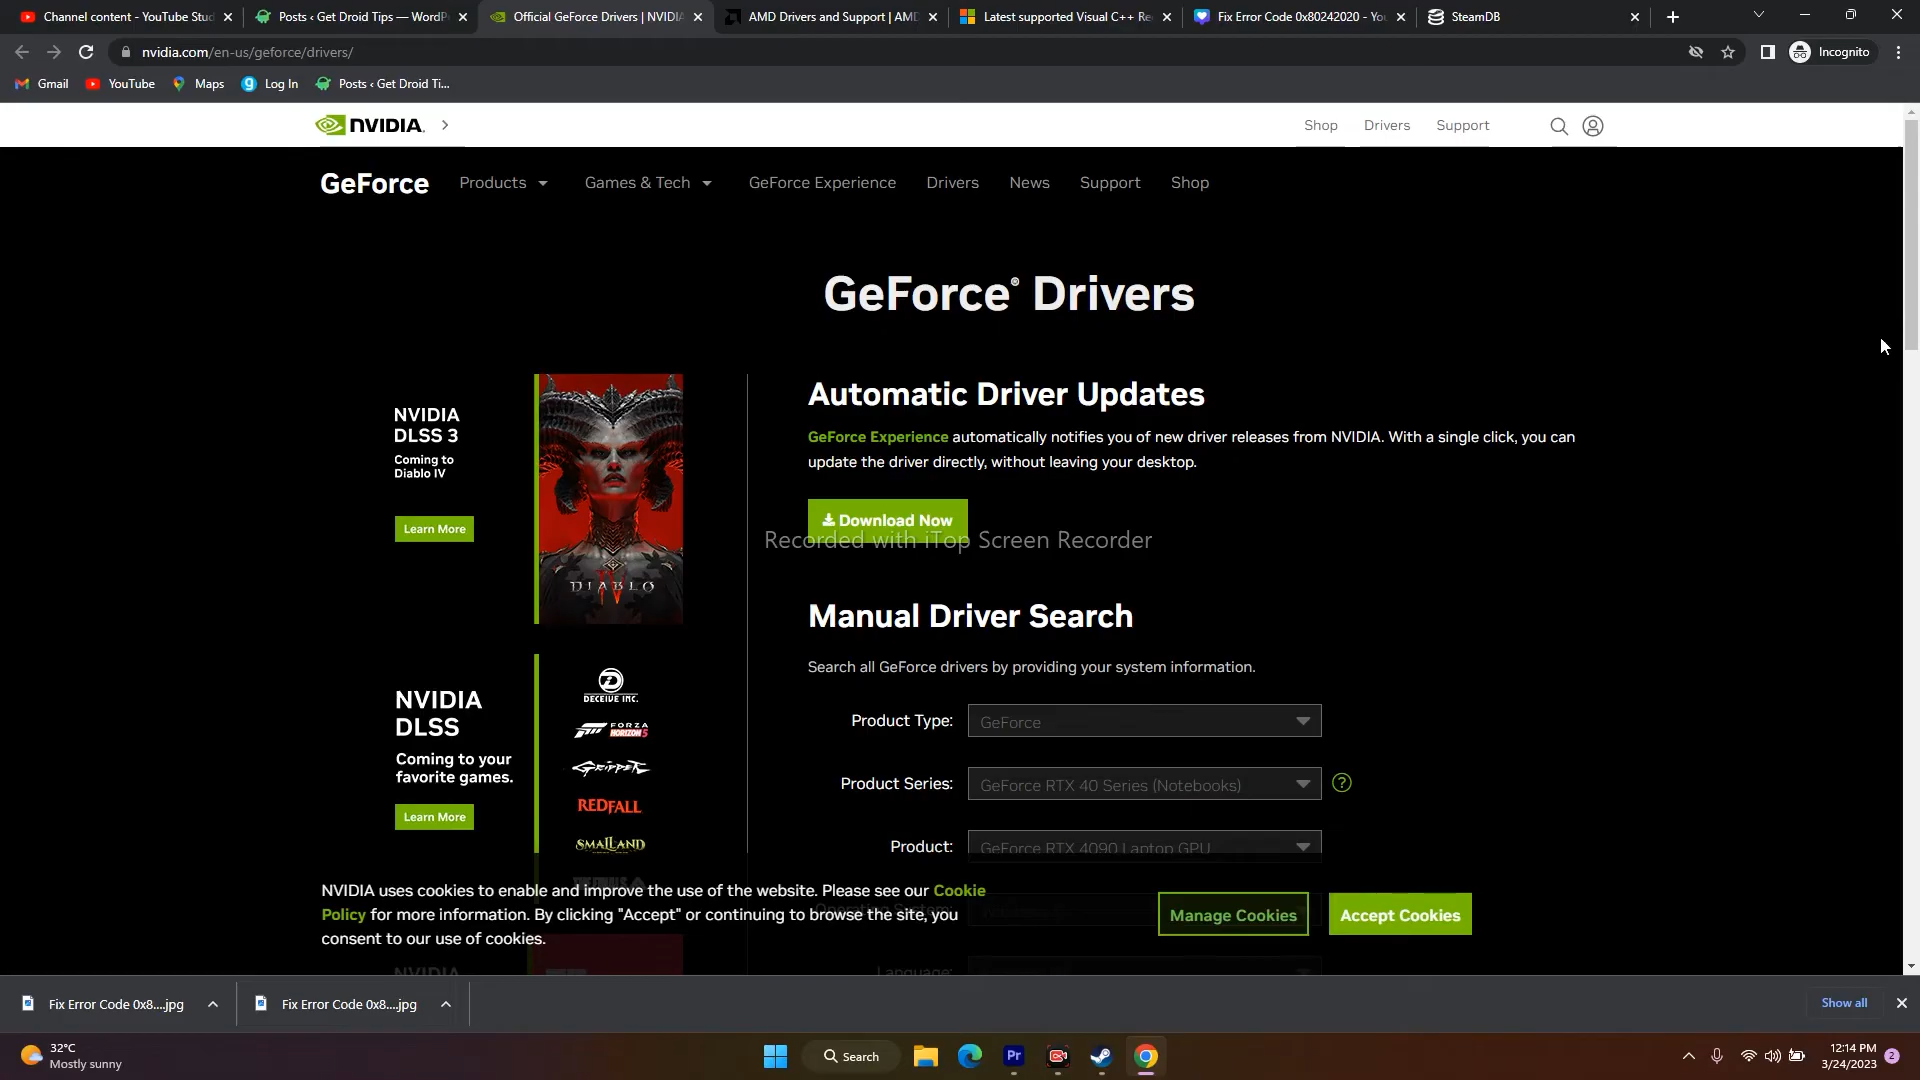 Channel content - YouTube Stud
Posts ‹ Get Droid Tips — WordP
Official GeForce Drivers | NVIDIA
AMD Drivers and Support | AMD
Latest supported Visual C++ Re
Fix Error Code 0x80242020 - You
SteamDB
nvidia.com/en-us/geforce/drivers/
Incognito
Gmail
YouTube
Maps
Log In
Posts ‹ Get Droid Ti...
NVIDIA.
Shop
Drivers
Support
GeForce
Products
Games & Tech
GeForce Experience
Drivers
News
Support
Shop
GeForce® Drivers
NVIDIA
DLSS 3
Coming to
Diablo IV
Learn More
DIABLO
IV
Automatic Driver Updates
GeForce Experience automatically notifies you of new driver releases from NVIDIA. With a single click, you can
update the driver directly, without leaving your desktop.
Download Now
Recorded with iTop Screen Recorder
Manual Driver Search
Search all GeForce drivers by providing your system information.
Product Type:
GeForce
Product Series:
GeForce RTX 40 Series (Notebooks)
?
Product:
GeForce RTX 4090 Laptop GPU
Operating System:
Language:
NVIDIA
DLSS
Coming to your
favorite games.
Learn More
DECEIVE INC.
FORZA
HORIZON 5
GRIPPER
REDFALL
SMALLAND
NVIDIA uses cookies to enable and improve the use of the website. Please see our Cookie
Policy for more information. By clicking "Accept" or continuing to browse the site, you
consent to our use of cookies.
Manage Cookies
Accept Cookies
NVIDIA
Fix Error Code 0x8....jpg
Fix Error Code 0x8....jpg
Show all
32°C
Mostly sunny
Search
Pr
12:14 PM
3/24/2023
2